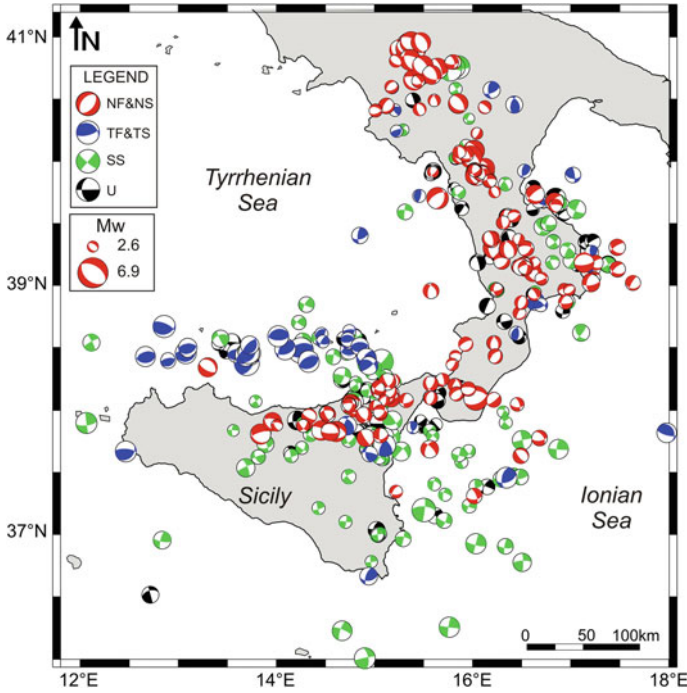 41°N
N
LEGEND
NF&NS
TF&TS
SS
U
Mw
2.6
6.9
Tyrrhenian
Sea
39°N
Sicily
Ionian
Sea
37°N
0 50 100km
12°E 14°E 16°E 18°E